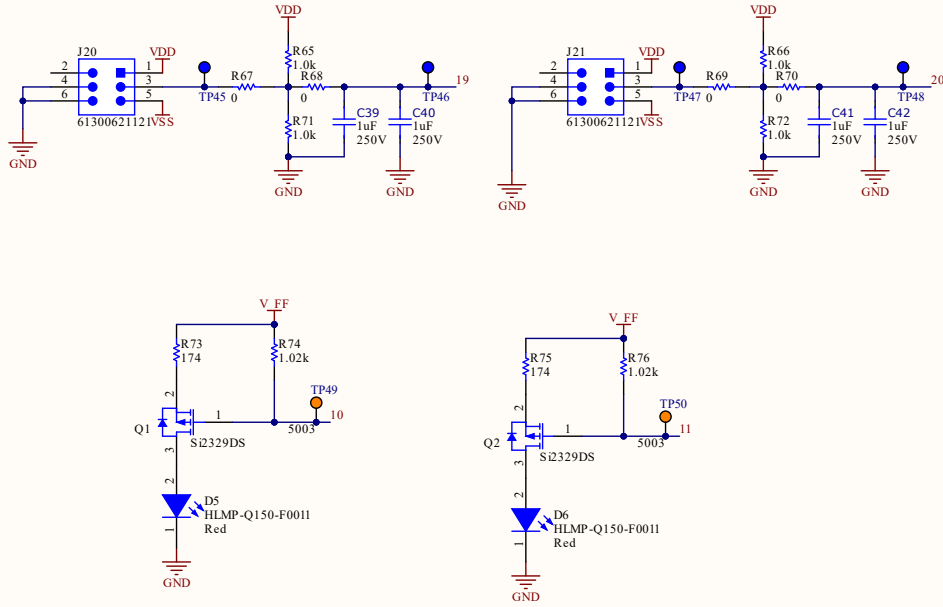 VDD
J20
VDD
2
1
4
3
6
5
61300621121
VSS
GND
TP45
R67
0
R65
1.0k
R68
0
R71
1.0k
GND
C39
1uF
250V
C40
1uF
250V
GND
TP46
19
VDD
J21
VDD
2
1
4
3
6
5
61300621121
VSS
GND
TP47
R69
0
R66
1.0k
R70
0
R72
1.0k
GND
C41
1uF
250V
C42
1uF
250V
GND
TP48
20
V_FF
R73
174
R74
1.02k
TP49
10
5003
2
1
Q1
Si2329DS
3
2
D5
HLMP-Q150-F0011
Red
1
GND
V_FF
R75
174
R76
1.02k
TP50
11
5003
2
1
Q2
Si2329DS
3
2
D6
HLMP-Q150-F0011
Red
1
GND